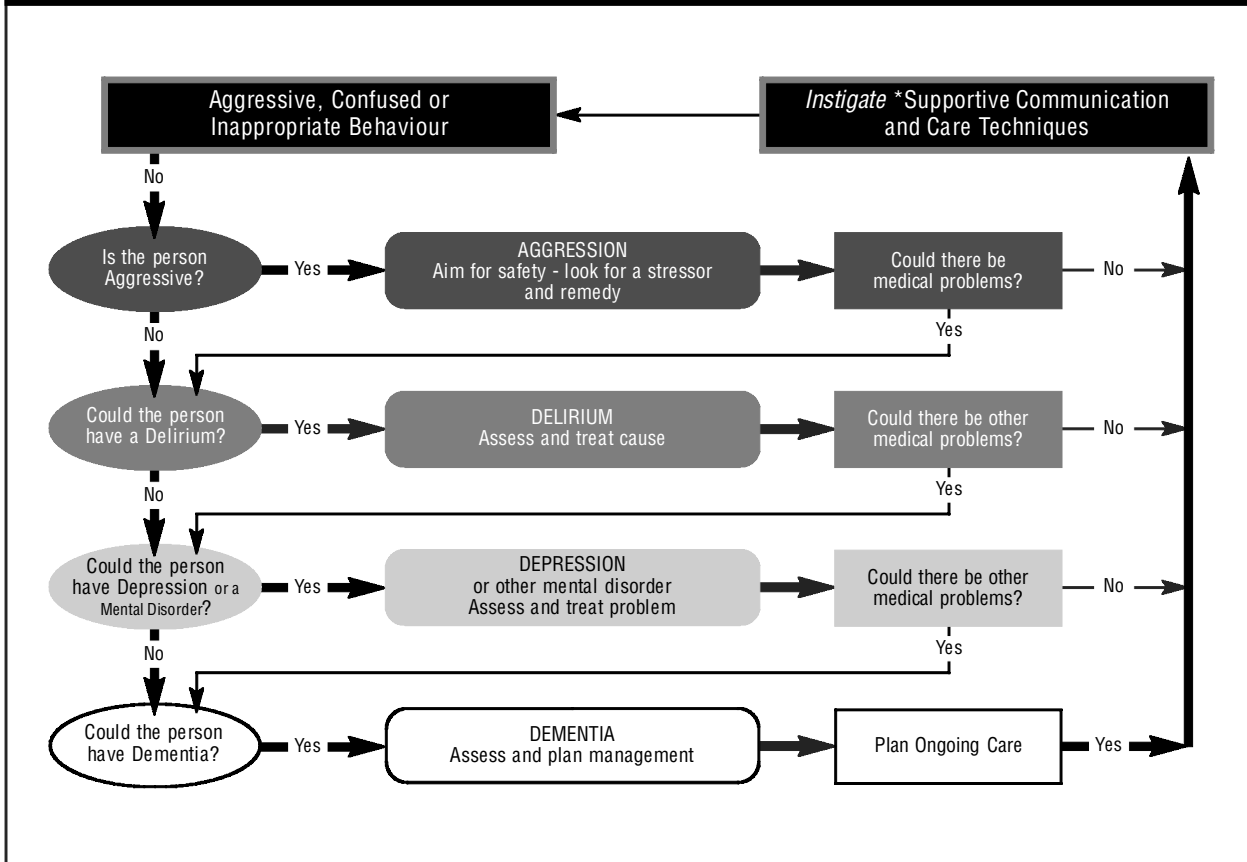 Aggressive, Confused or
Inappropriate Behaviour
Instigate *Supportive Communication
and Care Techniques
No
Is the person
Aggressive?
Yes
AGGRESSION
Aim for safety - look for a stressor
and remedy
Could there be
medical problems?
No
Yes
No
Could the person
have a Delirium?
Yes
DELIRIUM
Assess and treat cause
Could there be other
medical problems?
No
Yes
No
Could the person
have Depression or a
Mental Disorder?
Yes
DEPRESSION
or other mental disorder
Assess and treat problem
Could there be other
medical problems?
No
Yes
No
Could the person
have Dementia?
Yes
DEMENTIA
Assess and plan management
Plan Ongoing Care
Yes